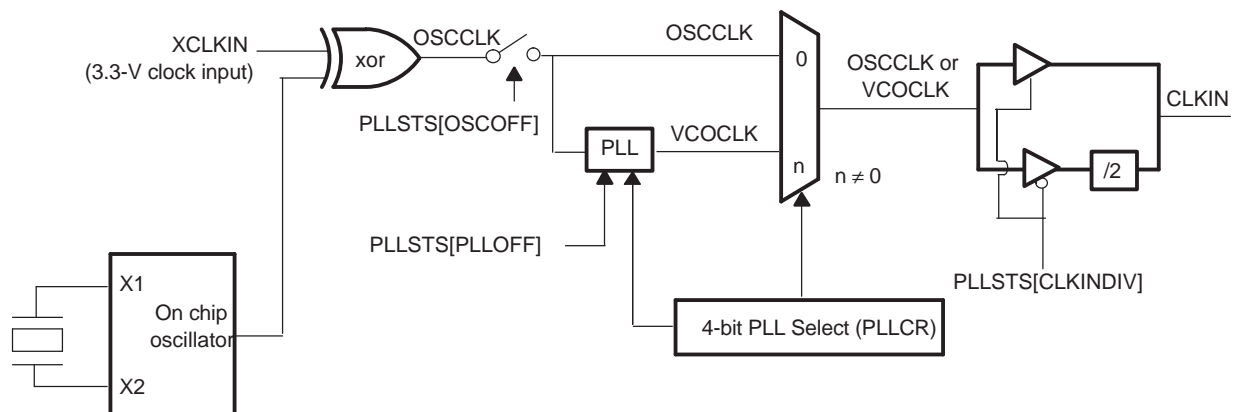 XCLKIN
(3.3-V clock input)
xor
OSCCLK
PLLSTS[OSCOFF]
OSCCLK
0
PLL
VCOCLK
n
n ≠ 0
OSCCLK or
VCOCLK
CLKIN
/2
PLLSTS[PLLOFF]
PLLSTS[CLKINDIV]
4-bit PLL Select (PLLCR)
X1
On chip
oscillator
X2